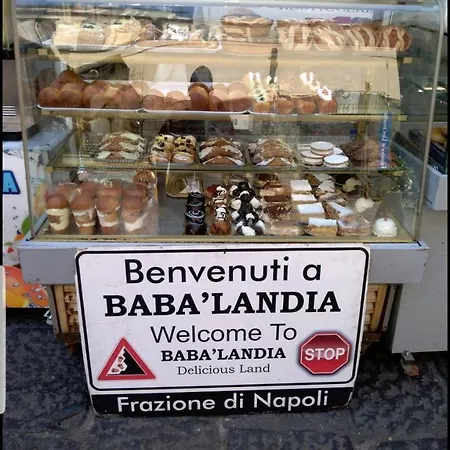 Benvenuti a
BABA'LANDIA
Welcome To
BABA'LANDIA
Delicious Land
STOP
Frazione di Napoli